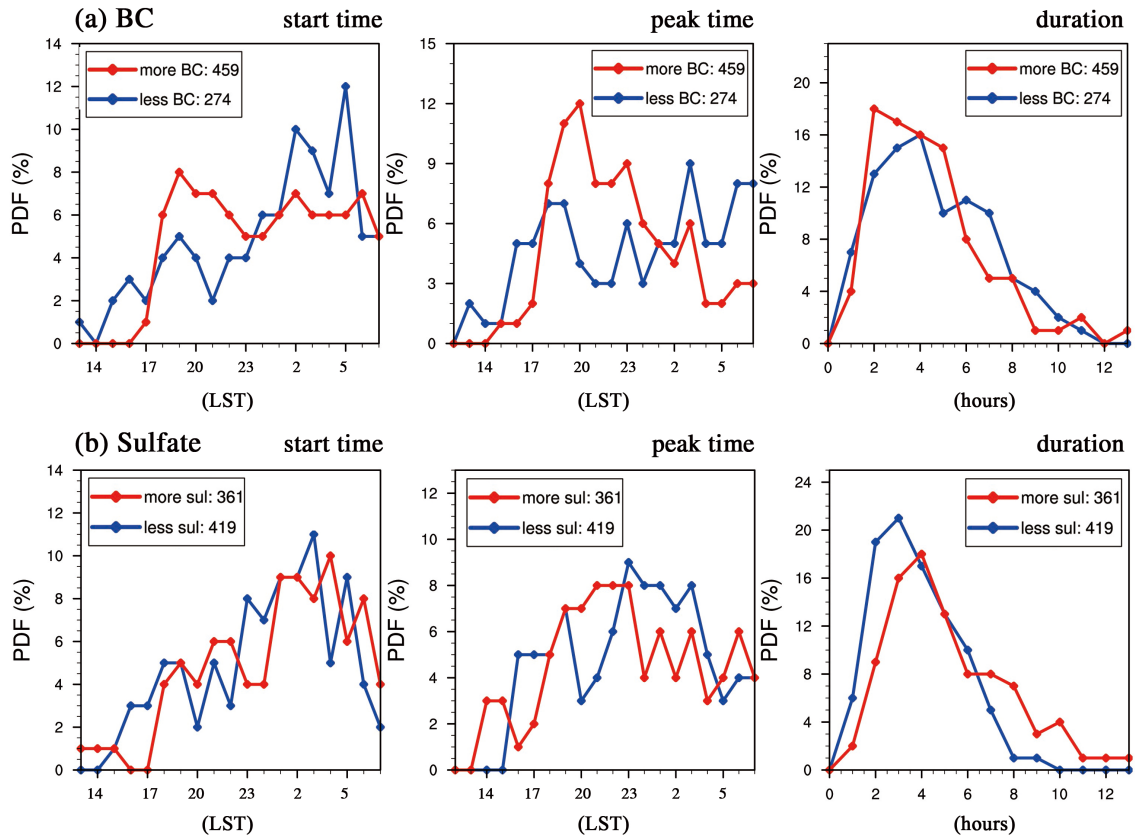 (a) BC start time peak time duration
14 15
12 12 20
10 16
8 9 12
6 6 8
4 3 4
2
0 0 0
PDF (%) PDF (%) PDF (%)
more BC: 459 more BC: 459 more BC: 459
less BC: 274 less BC: 274 less BC: 274
14 17 20 23 2 5 14 17 20 23 2 5 0 2 4 6 8 10 12
(LST) (LST) (hours)
(b) Sulfate start time peak time duration
14 12 24
12 10 20
10 8 16
8 6 12
6 4 8
4 2 4
2
0 0 0
PDF (%) PDF (%) PDF (%)
more sul: 361 more sul: 361 more sul: 361
less sul: 419 less sul: 419 less sul: 419
14 17 20 23 2 5 14 17 20 23 2 5 0 2 4 6 8 10 12
(LST) (LST) (hours)